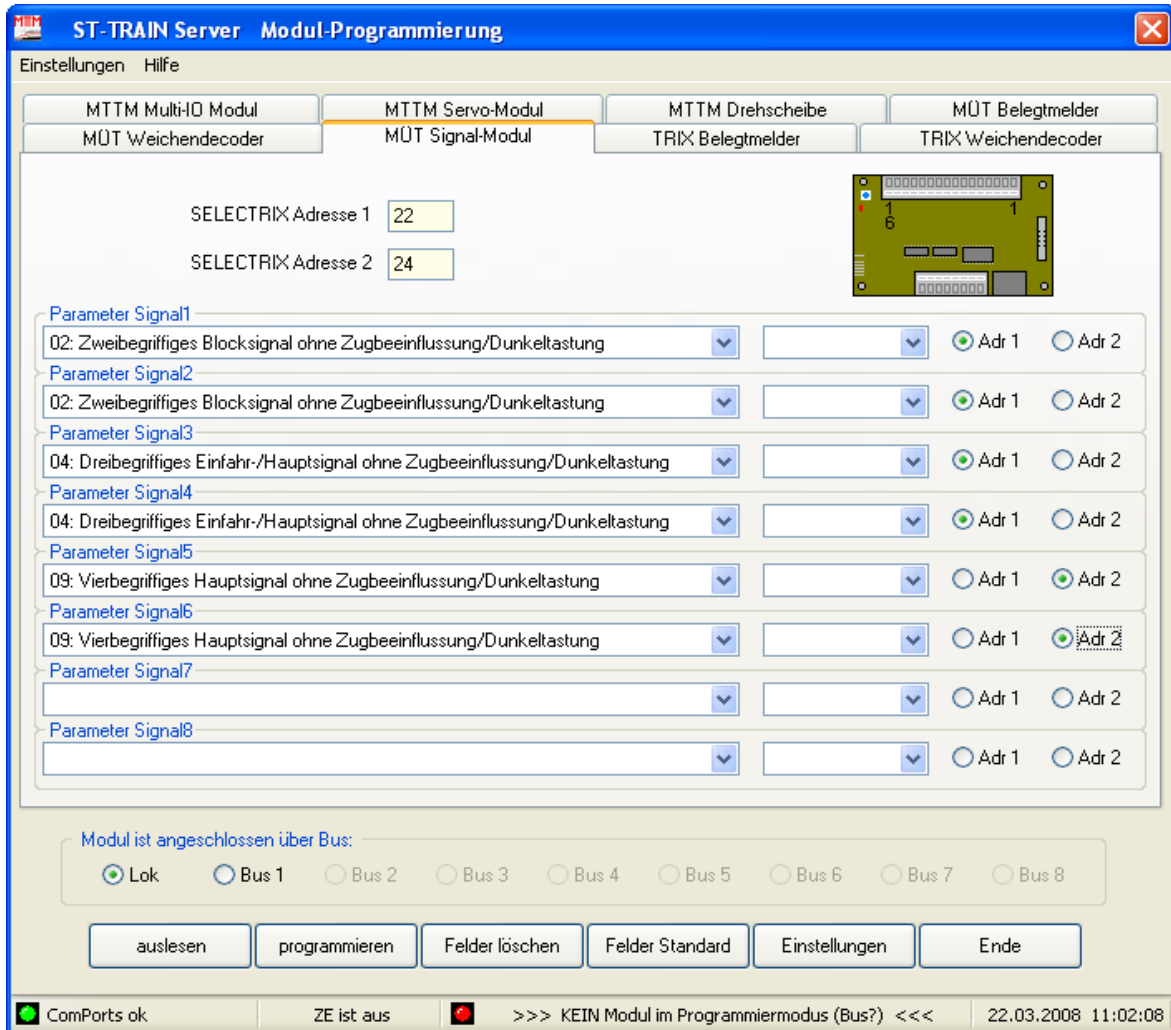 MTTM
ST-TRAIN Server Modul-Programmierung
Einstellungen Hilfe
MTTM Multi-IO Modul MTTM Servo-Modul MTTM Drehscheibe MÜT Belegtmelder
MÜT Weichendecoder MÜT Signal-Modul TRIX Belegtmelder TRIX Weichendecoder
SELECTRIX Adresse 1 22
SELECTRIX Adresse 2 24
1 1
6
Parameter Signal1
02: Zweibegriffiges Blocksignal ohne Zugbeeinflussung/Dunkeltastung Adr 1 Adr 2
Parameter Signal2
02: Zweibegriffiges Blocksignal ohne Zugbeeinflussung/Dunkeltastung Adr 1 Adr 2
Parameter Signal3
04: Dreibegriffiges Einfahr-/Hauptsignal ohne Zugbeeinflussung/Dunkeltastung Adr 1 Adr 2
Parameter Signal4
04: Dreibegriffiges Einfahr-/Hauptsignal ohne Zugbeeinflussung/Dunkeltastung Adr 1 Adr 2
Parameter Signal5
09: Vierbegriffiges Hauptsignal ohne Zugbeeinflussung/Dunkeltastung Adr 1 Adr 2
Parameter Signal6
09: Vierbegriffiges Hauptsignal ohne Zugbeeinflussung/Dunkeltastung Adr 1 Adr 2
Parameter Signal7
Adr 1 Adr 2
Parameter Signal8
Adr 1 Adr 2
Modul ist angeschlossen über Bus:
Lok Bus 1 Bus 2 Bus 3 Bus 4 Bus 5 Bus 6 Bus 7 Bus 8
auslesen programmieren Felder löschen Felder Standard Einstellungen Ende
ComPorts ok ZE ist aus >>> KEIN Modul im Programmiermodus (Bus?) <<< 22.03.2008 11:02:08